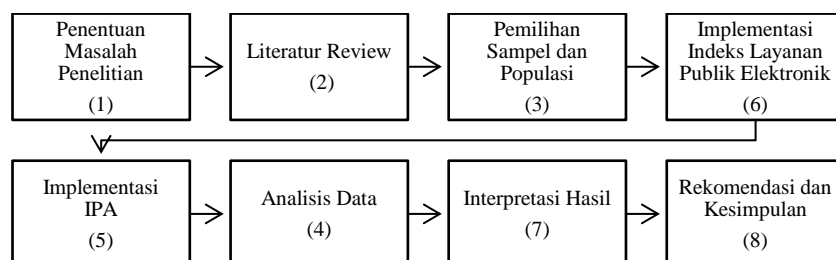 Penentuan
Masalah
Penelitian
(1)
Literatur Review
(2)
Pemilihan
Sampel dan
Populasi
(3)
Implementasi
Indeks Layanan
Publik Elektronik
(6)
Implementasi
IPA
(5)
Analisis Data
(4)
Interpretasi Hasil
(7)
Rekomendasi dan
Kesimpulan
(8)